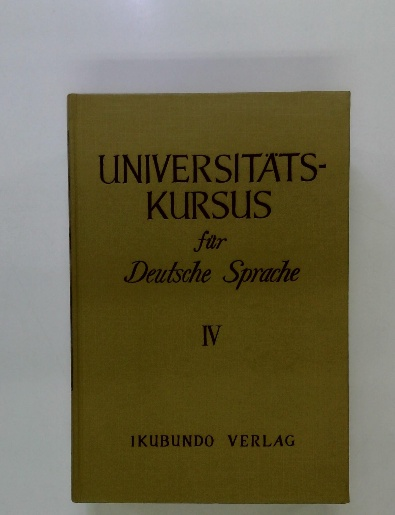 UNIVERSITÄTS-
KURSUS
für
Deutsche Sprache
IV
IKUBUNDO VERLAG